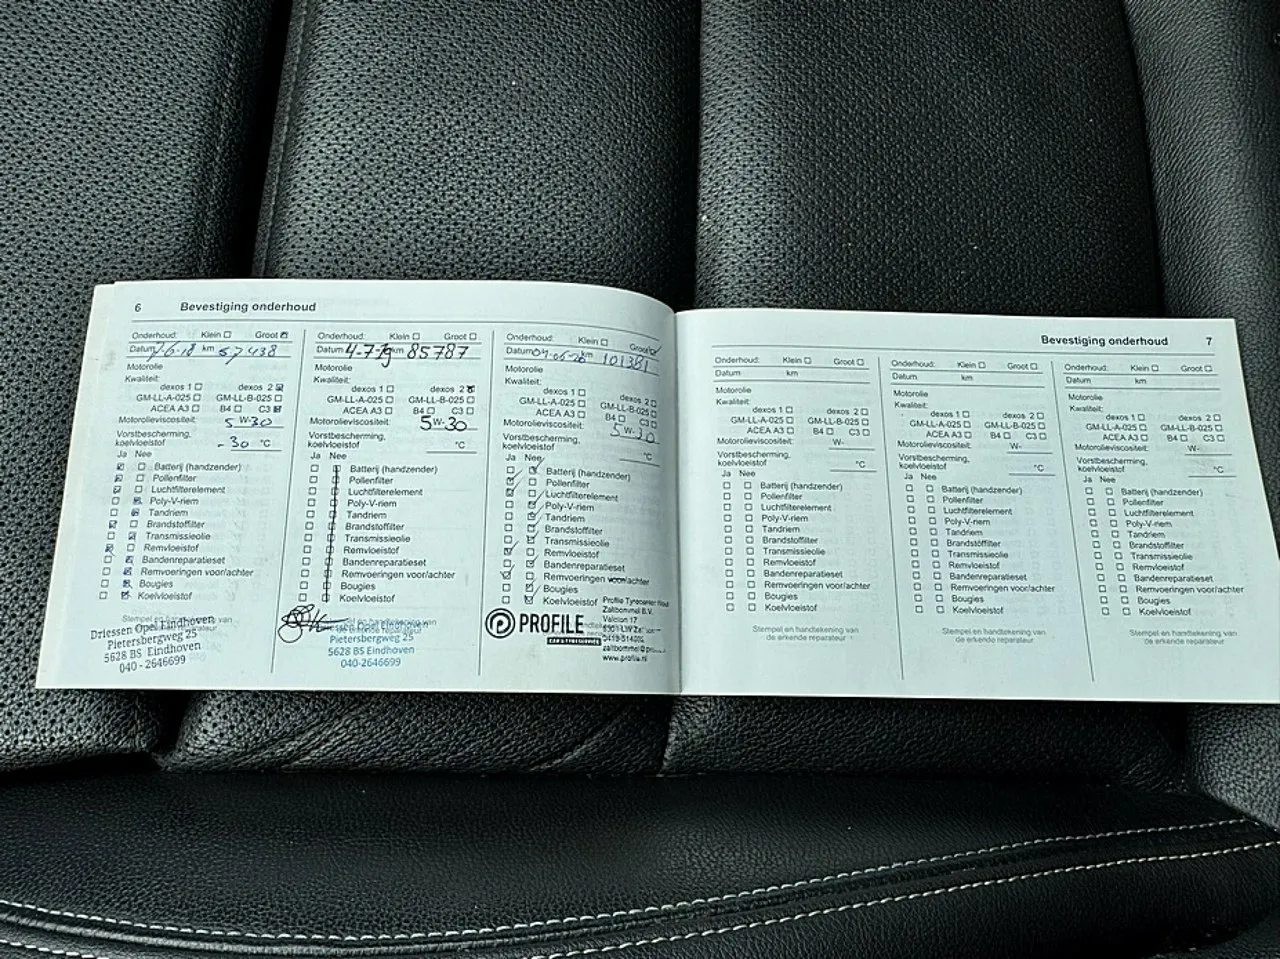 6 Bevestiging onderhoud
Onderhoud: Klein Groot
Datum 7-6-18 km 57438
Motorolie
Kwaliteit:
dexos 1 dexos 2
GM-LL-A-025 GM-LL-B-025
ACEA A3 B4 C3
Motorolieviscositeit: 5 W-30
Vorstbescherming,
koelvloeistof -30 °C
Ja Nee
Batterij (handzender)
Pollenfilter
Luchtfilterelement
Poly-V-riem
Tandriem
Brandstoffilter
Transmissieolie
Remvloeistof
Bandenreparatieset
Remvoeringen voor/achter
Bougies
Koelvloeistof
Driessen Opel Eindhoven
Pietersbergweg 25
5628 BS Eindhoven
040 - 2646699
Onderhoud: Klein Groot
Datum 4-7-19 km 85787
Motorolie
Kwaliteit:
dexos 1 dexos 2
GM-LL-A-025 GM-LL-B-025
ACEA A3 B4 C3
Motorolieviscositeit: 5 W-30
Vorstbescherming,
koelvloeistof °C
Ja Nee
Batterij (handzender)
Pollenfilter
Luchtfilterelement
Poly-V-riem
Tandriem
Brandstoffilter
Transmissieolie
Remvloeistof
Bandenreparatieset
Remvoeringen voor/achter
Bougies
Koelvloeistof
Opel Eindhoven
Pietersbergweg 25
5628 BS Eindhoven
040-2646699
Onderhoud: Klein Groot
Datum km 101381
Motorolie
Kwaliteit:
dexos 1 dexos 2
GM-LL-A-025 GM-LL-B-025
ACEA A3 B4 C3
Motorolieviscositeit: 5 W-30
Vorstbescherming,
koelvloeistof °C
Ja Nee
Batterij (handzender)
Pollenfilter
Luchtfilterelement
Poly-V-riem
Tandriem
Brandstoffilter
Transmissieolie
Remvloeistof
Bandenreparatieset
Remvoeringen voor/achter
Bougies
Koelvloeistof
PROFILE
Profile Tyrecenter
Zaltbommel B.V.
Valcion 17
www.profile.nl
Bevestiging onderhoud 7
Onderhoud: Klein Groot
Datum km
Motorolie
Kwaliteit:
dexos 1 dexos 2
GM-LL-A-025 GM-LL-B-025
ACEA A3 B4 C3
Motorolieviscositeit: W-
Vorstbescherming,
koelvloeistof °C
Ja Nee
Batterij (handzender)
Pollenfilter
Luchtfilterelement
Poly-V-riem
Tandriem
Brandstoffilter
Transmissieolie
Remvloeistof
Bandenreparatieset
Remvoeringen voor/achter
Bougies
Koelvloeistof
Stempel en handtekening van
de erkende reparateur
Onderhoud: Klein Groot
Datum km
Motorolie
Kwaliteit:
dexos 1 dexos 2
GM-LL-A-025 GM-LL-B-025
ACEA A3 B4 C3
Motorolieviscositeit: W-
Vorstbescherming,
koelvloeistof °C
Ja Nee
Batterij (handzender)
Pollenfilter
Luchtfilterelement
Poly-V-riem
Tandriem
Brandstoffilter
Transmissieolie
Remvloeistof
Bandenreparatieset
Remvoeringen voor/achter
Bougies
Koelvloeistof
Stempel en handtekening van
de erkende reparateur
Onderhoud: Klein Groot
Datum km
Motorolie
Kwaliteit:
dexos 1 dexos 2
GM-LL-A-025 GM-LL-B-025
ACEA A3 B4 C3
Motorolieviscositeit: W-
Vorstbescherming,
koelvloeistof °C
Ja Nee
Batterij (handzender)
Pollenfilter
Luchtfilterelement
Poly-V-riem
Tandriem
Brandstoffilter
Transmissieolie
Remvloeistof
Bandenreparatieset
Remvoeringen voor/achter
Bougies
Koelvloeistof
Stempel en handtekening van
de erkende reparateur